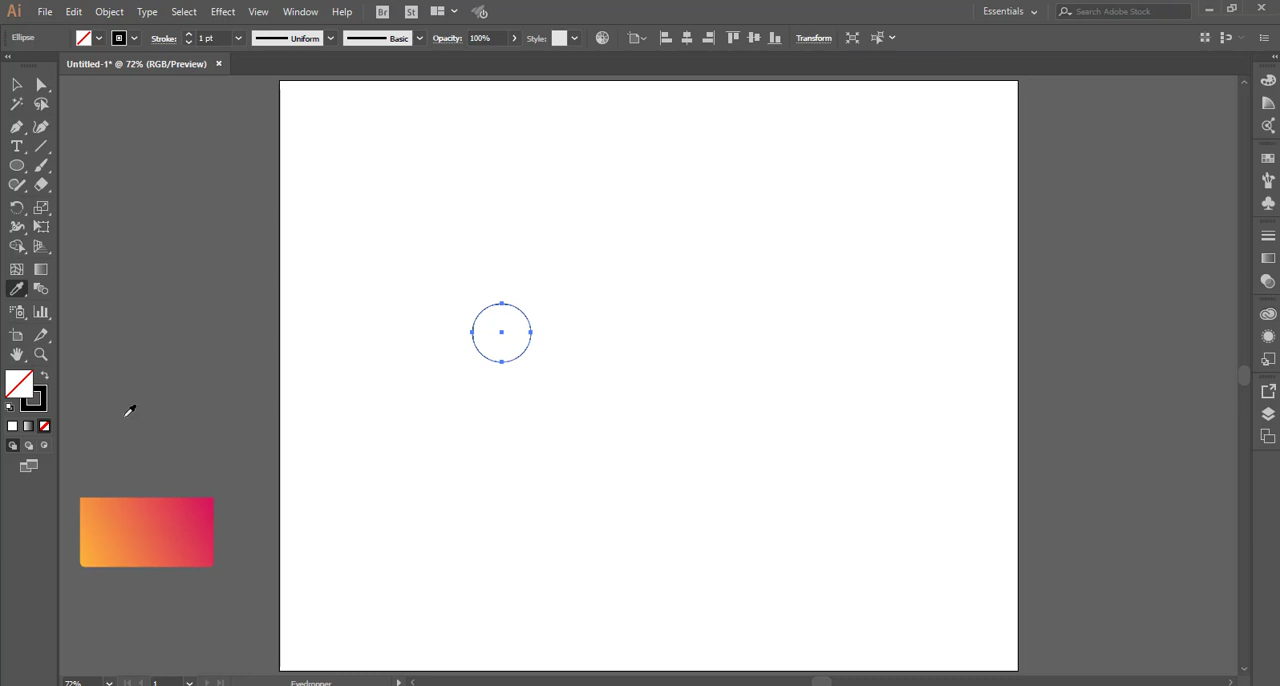 Ai File Edit Object Type Select Effect View Window Help Br St Essentials Search Adobe Stock
Ellipse Stroke: 1 pt Uniform Basic Opacity: 100% Style: Transform
Untitled-1* @ 72% (RGB/Preview) ×
72% 1 Eyedropper